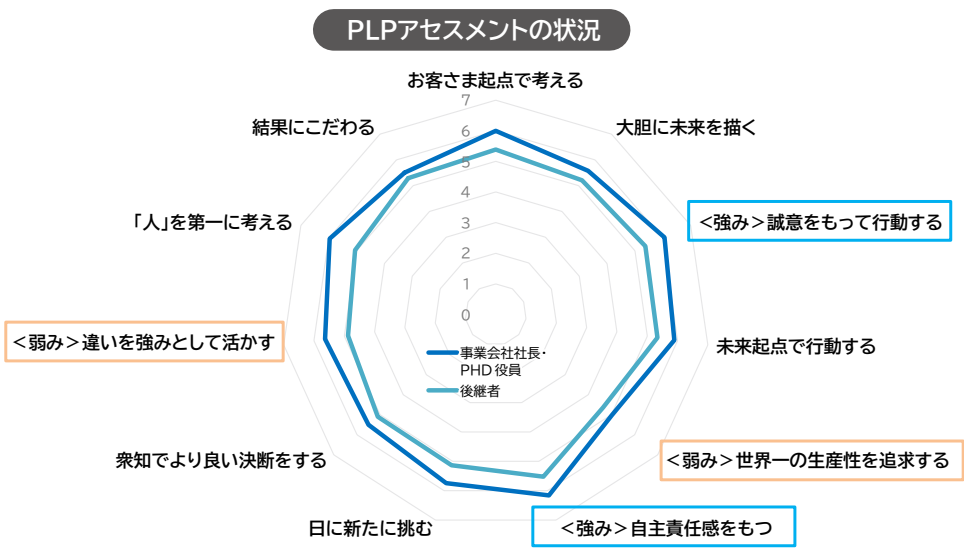 PLPアセスメントの状況
お客さま起点で考える
7
6
5
4
3
2
1
0
結果にこだわる
大胆に未来を描く
「人」を第一に考える
<強み>誠意をもって行動する
<弱み>違いを強みとして活かす
未来起点で行動する
事業会社社長・
PHD役員
後継者
衆知でより良い決断をする
<弱み>世界一の生産性を追求する
日に新たに挑む
<強み>自主責任感をもつ